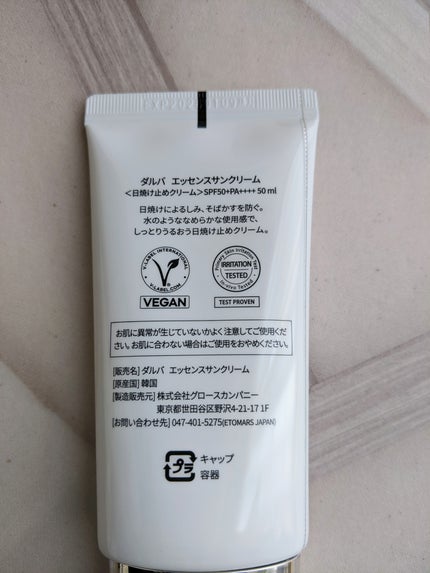 ダルバ エッセンスサンクリーム
＜日焼け止めクリーム＞SPF50+PA++++ 50 ml
日焼けによるしみ、そばかすを防ぐ。
水のようななめらかな使用感で、
しっとりうるおう日焼け止めクリーム。
V-LABEL INTERNATIONAL
V-LABEL.COM
VEGAN
Primary Skin Irritation Test
IRRITATION
TESTED
In-vivo Tested
TEST PROVEN
お肌に異常が生じていないかよく注意してご使用くだ
さい。お肌に合わない場合はご使用をおやめください。
[販売名] ダルバ エッセンスサンクリーム
[原産国] 韓国
[製造販売元] 株式会社グロースカンパニー
東京都世田谷区野沢4-21-17 1F
[お問い合わせ先] 047-401-5275(ETOMARS JAPAN)
プラ
キャップ
容器